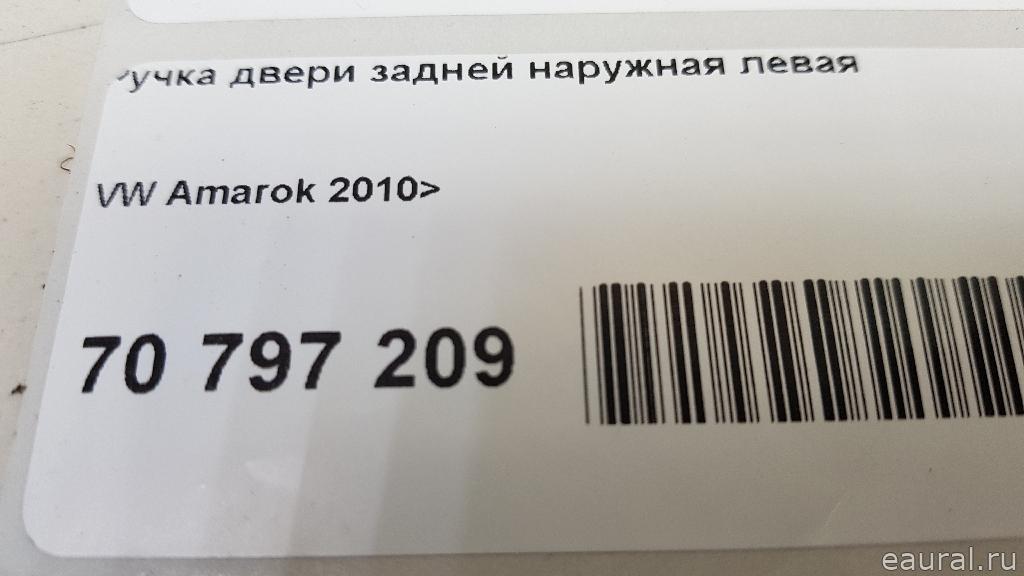 Ручка двери задней наружная левая
VW Amarok 2010>
70 797 209
eaural.ru